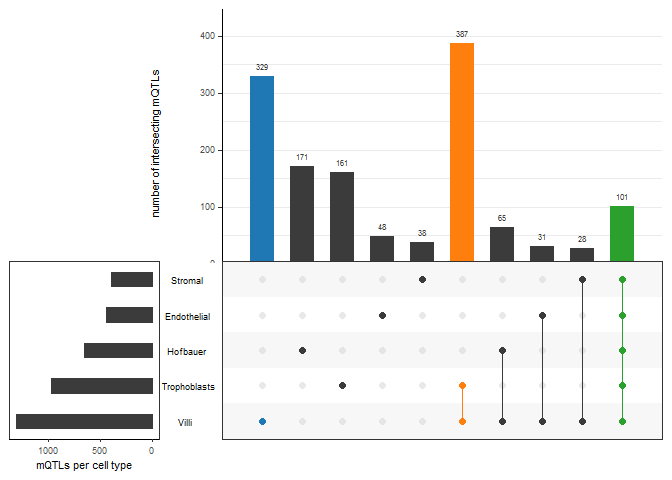 number of intersecting mQTLs
400
300
200
100
0
329
171
161
48
38
387
65
31
28
101
Stromal
Endothelial
Hofbauer
Trophoblasts
Villi
1000 500 0
mQTLs per cell type